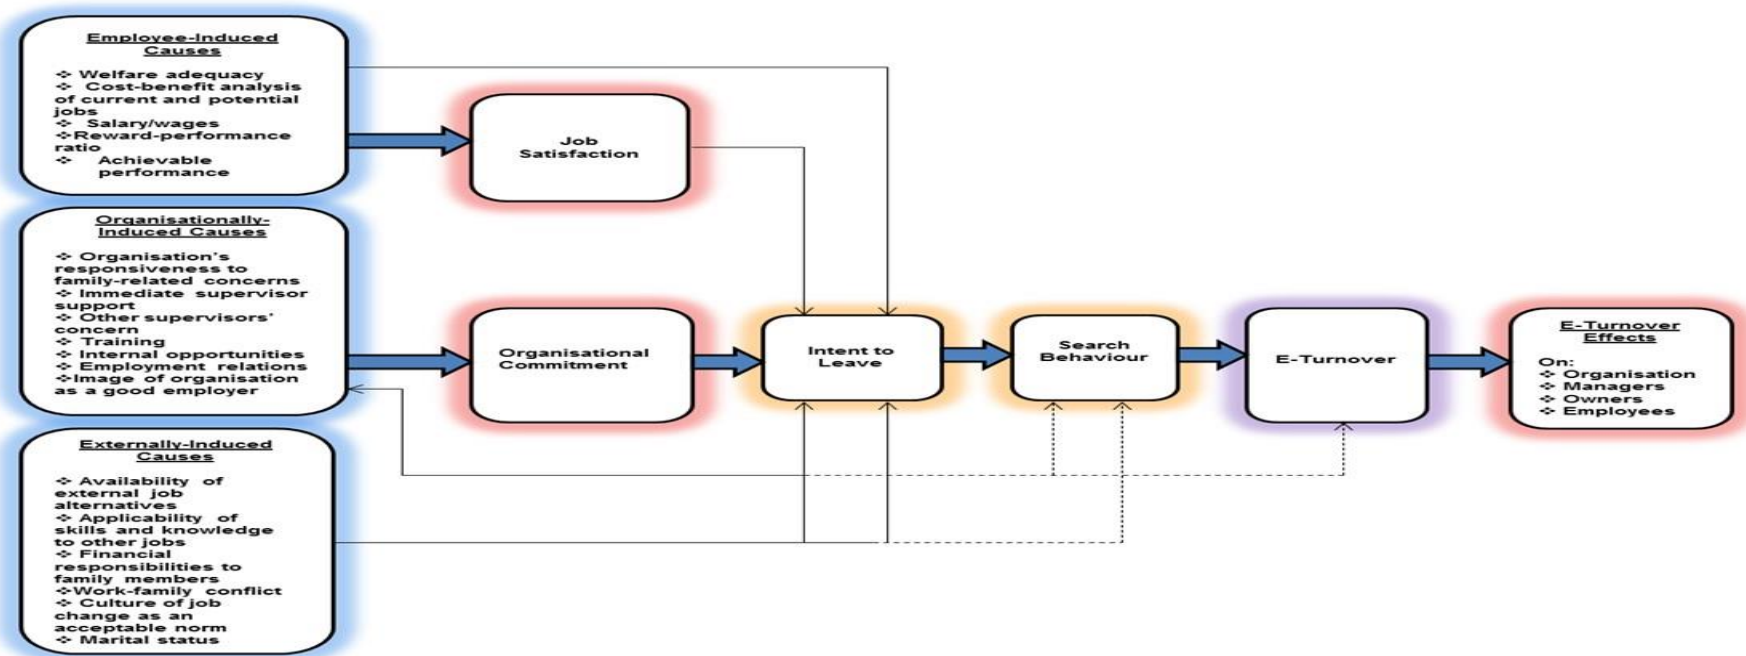 Employee-Induced
Causes
❖ Welfare adequacy
❖ Cost-benefit analysis
of current and potential
jobs
❖ Salary/wages
❖Reward-performance
ratio
❖ Achievable
performance
Job
Satisfaction
Organisationally-
Induced Causes
❖ Organisation's
responsiveness to
family-related concerns
❖ Immediate supervisor
support
❖ Other supervisors'
concern
❖ Training
❖ Internal opportunities
❖ Employment relations
❖Image of organisation
as a good employer
Organisational
Commitment
Intent to
Leave
Search
Behaviour
E-Turnover
E-Turnover
Effects
On:
❖ Organisation
❖ Managers
❖ Owners
❖ Employees
Externally-Induced
Causes
❖ Availability of
external job
alternatives
❖ Applicability of
skills and knowledge
to other jobs
❖ Financial
responsibilities to
family members
❖Work-family conflict
❖ Culture of job
change as an
acceptable norm
❖ Marital status